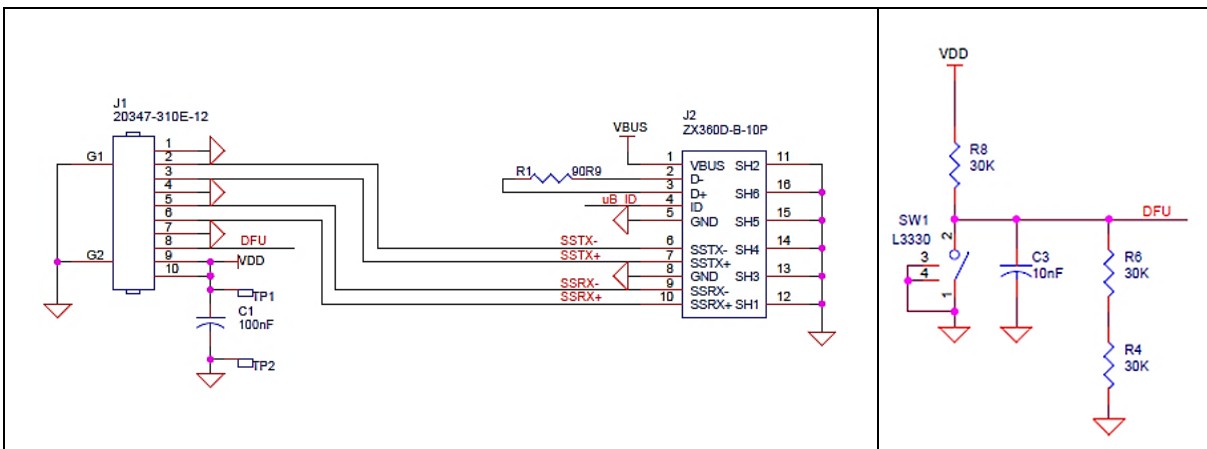 J1
20347-310E-12
G1
G2
1
2
3
4
5
6
7
8
9
10
DFU
VDD
TP1
C1
100nF
TP2
R1
90R9
uB_ID
SSTX-
SSTX+
SSRX-
SSRX+
VBUS
J2
ZX360D-B-10P
1 VBUS SH2 11
2 D-
3 D+ SH6 16
4 ID
5 GND SH5 15
6 SSTX- SH4 14
7 SSTX+
8 GND SH3 13
9 SSRX-
10 SSRX+ SH1 12
VDD
R8
30K
SW1
L3330
2
3
4
1
C3
10nF
DFU
R6
30K
R4
30K